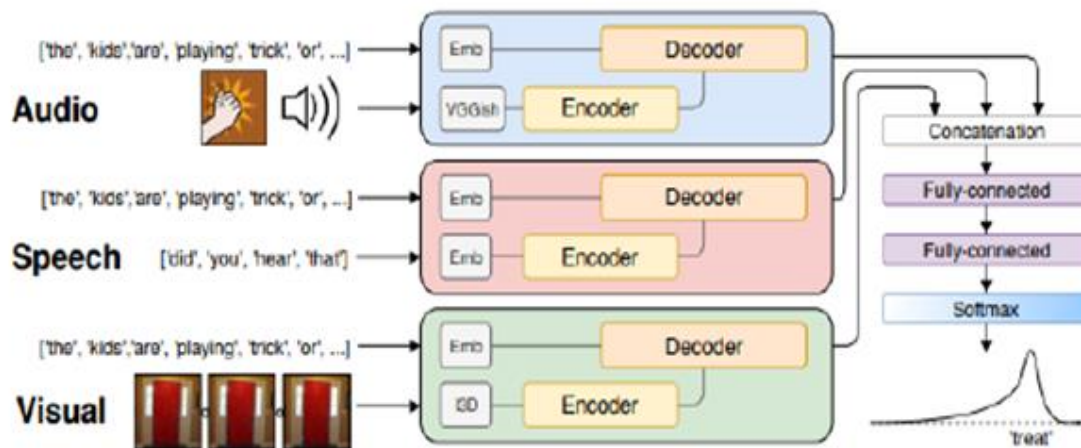 ['the', 'kids','are', 'playing', 'trick', 'or', ...]
Emb
Decoder
Audio
VGGish
Encoder
Concatenation
['the', 'kids','are', 'playing', 'trick', 'or', ...]
Emb
Decoder
Fully-connected
Speech
['did', 'you', 'hear', 'that']
Emb
Encoder
Fully-connected
Softmax
['the', 'kids','are', 'playing', 'trick', 'or', ...]
Emb
Decoder
Visual
I3D
Encoder
'treat'